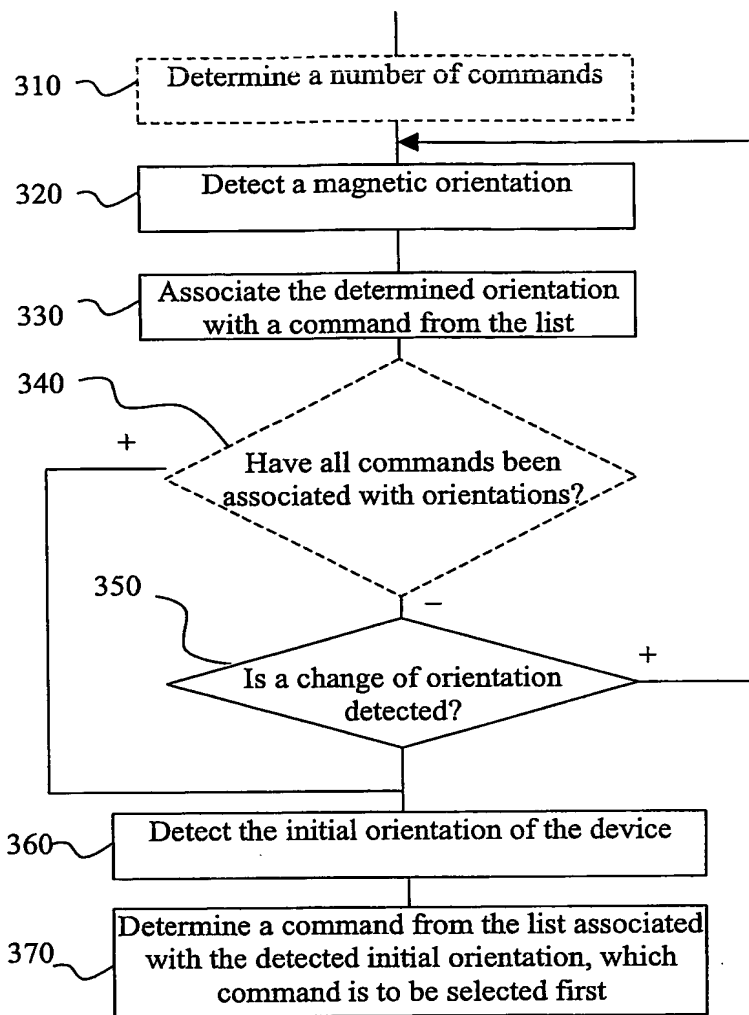 310
Determine a number of commands
320
Detect a magnetic orientation
330
Associate the determined orientation
with a command from the list
340
+
Have all commands been
associated with orientations?
350
−
+
Is a change of orientation
detected?
360
Detect the initial orientation of the device
370
Determine a command from the list associated
with the detected initial orientation, which
command is to be selected first